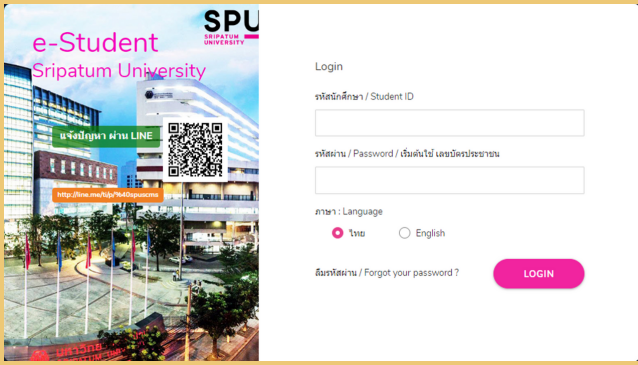 SPU
SRIPATUM
UNIVERSITY
e-Student
Sripatum University
แจ้งปัญหา ผ่าน LINE
http://line.me/ti/p/%40spuscmc
Login
รหัสนักศึกษา / Student ID
รหัสผ่าน / Password / เริ่มต้นใช้ เลขบัตรประชาชน
ภาษา : Language
ไทย English
ลืมรหัสผ่าน / Forgot your password ?
LOGIN